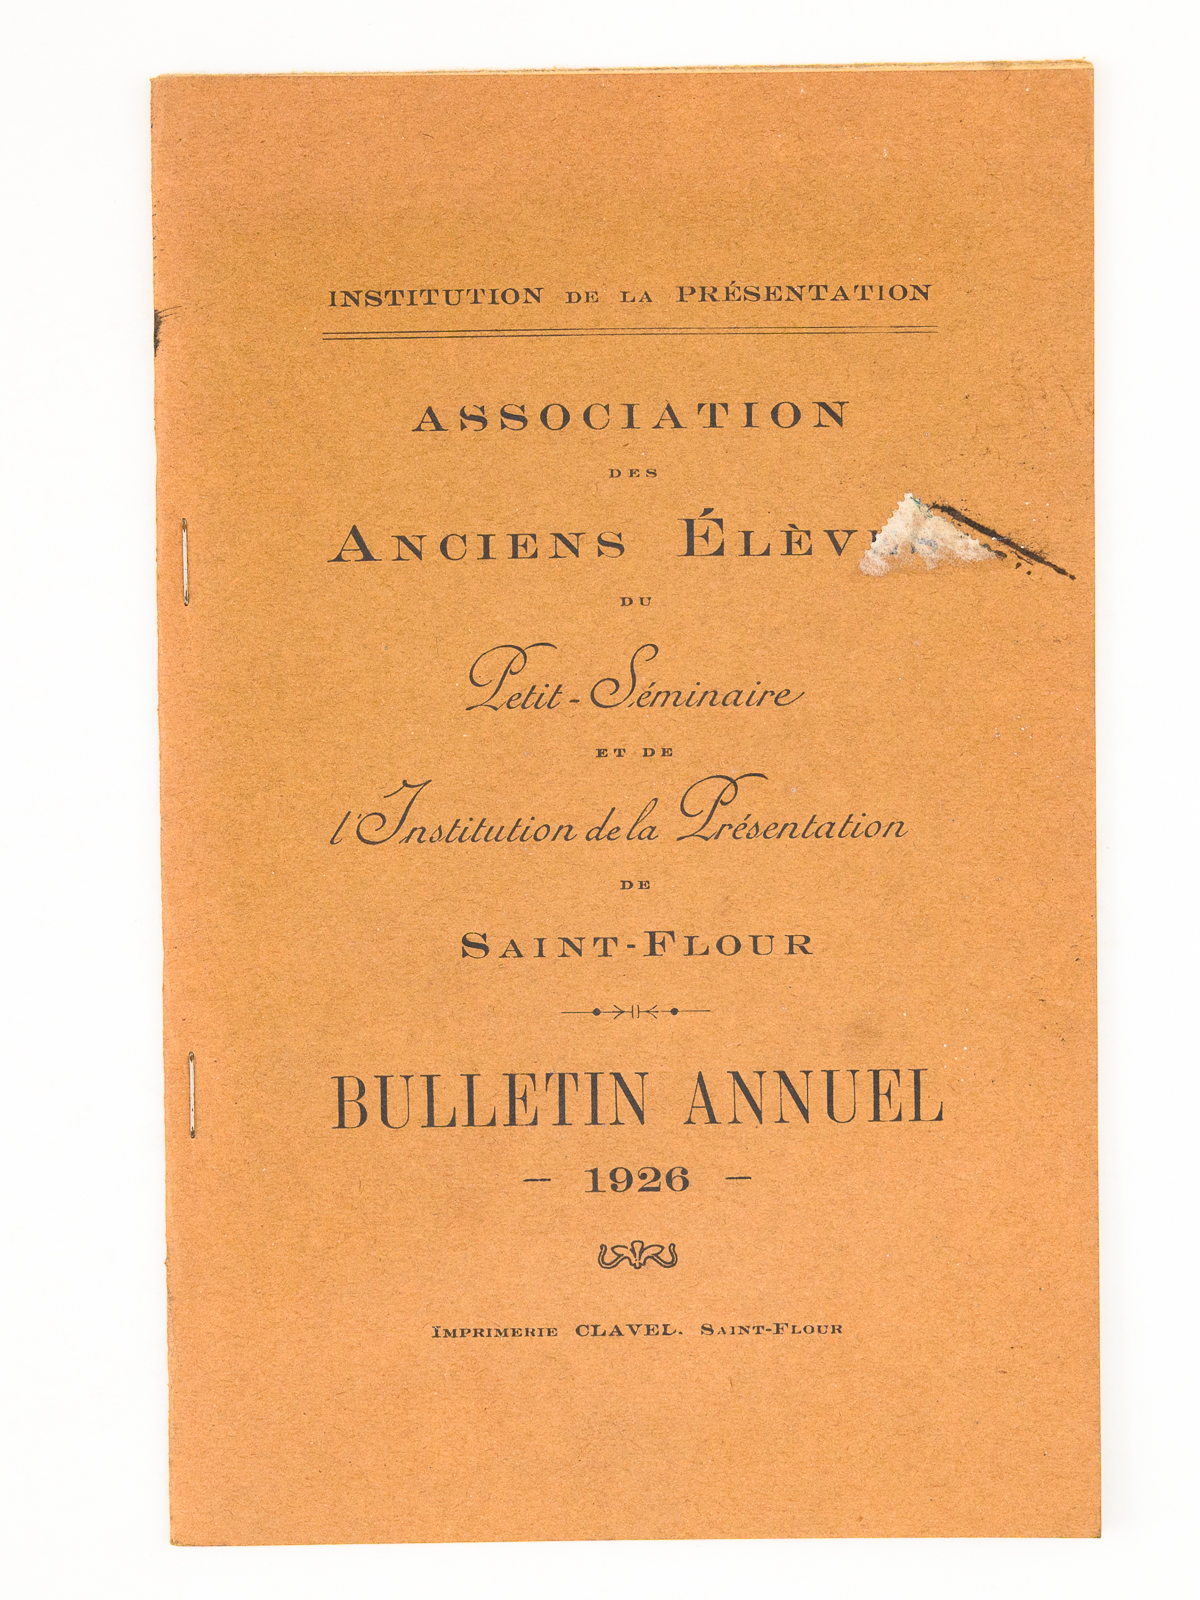 INSTITUTION DE LA PRÉSENTATION
ASSOCIATION
DES
ANCIENS
DU
Petit-Séminaire
ET DE
l'Institution de la Présentation
DE
SAINT-FLOUR
BULLETIN ANNUEL
– 1926 –
IMPRIMERIE CLAVEL. SAINT-FLOUR